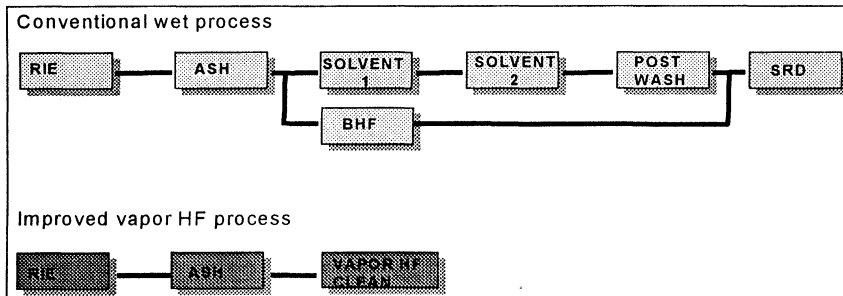 Conventional wet process
RIE
ASH
SOLVENT
1
SOLVENT
2
POST
WASH
SRD
BHF
Improved vapor HF process
RIE
ASH
VAPOR HF
CLEAN